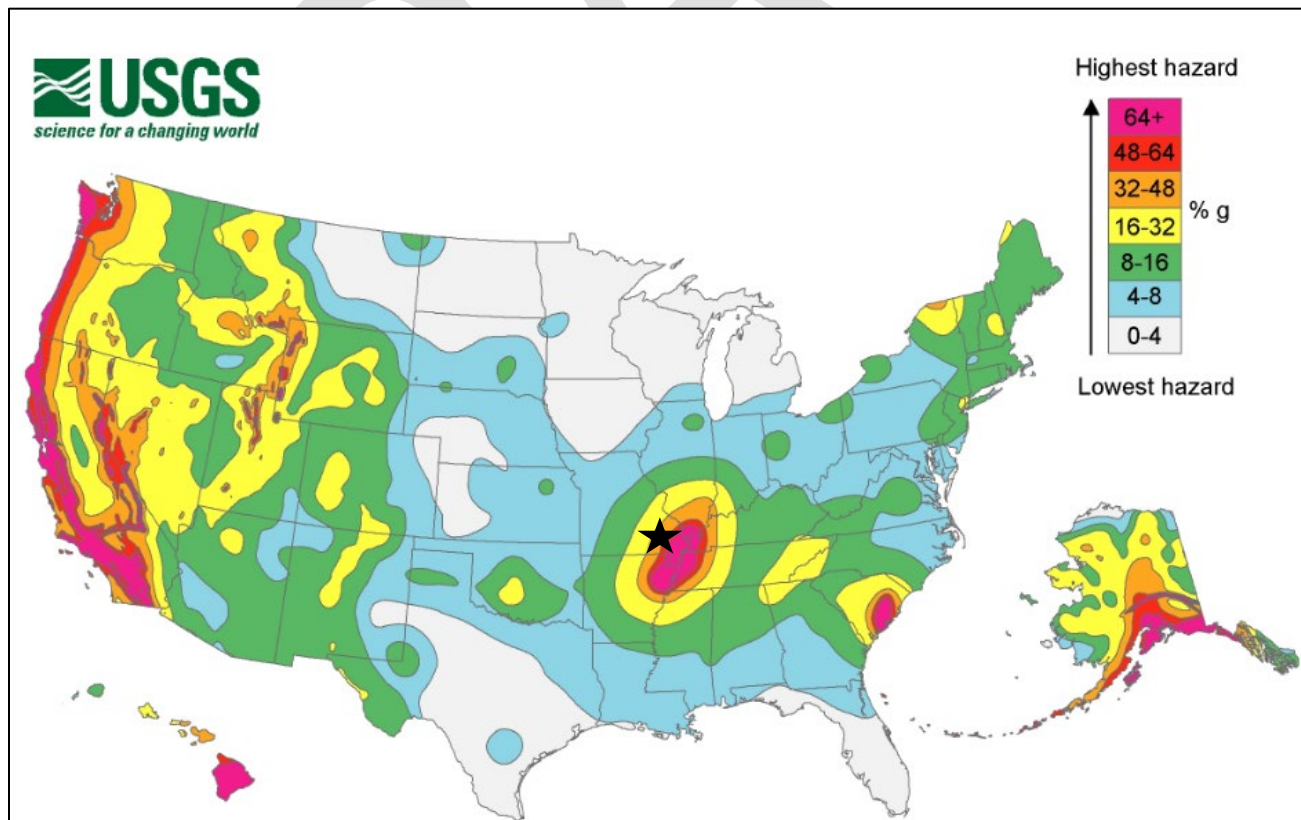 USGS
science for a changing world
Highest hazard
64+
48-64
32-48
16-32
8-16
4-8
0-4
% g
Lowest hazard